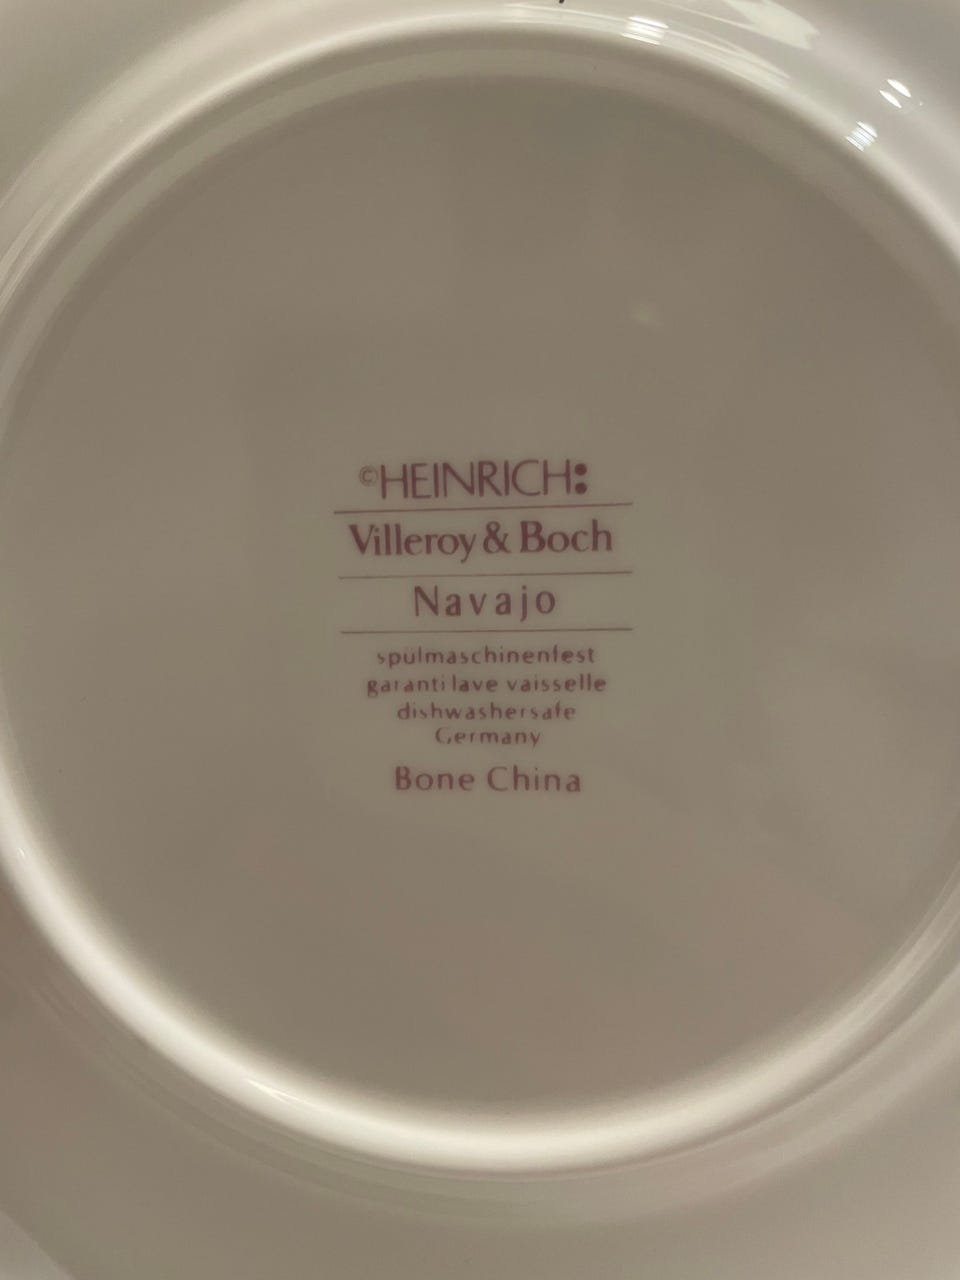 ©HEINRICH:
Villeroy & Boch
Navajo
spülmaschinenfest
garanti lave vaisselle
dishwashersafe
Germany
Bone China